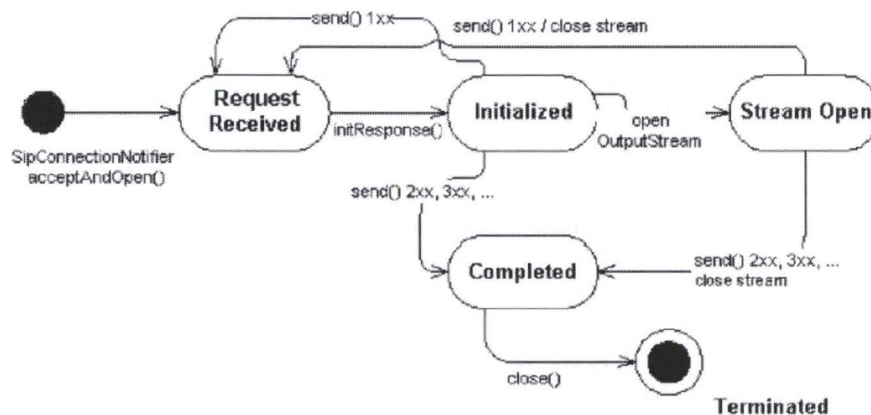 send() 1xx
send() 1xx / close stream
Request
Received
Initialized
Stream Open
initResponse()
open
OutputStream
SipConnectionNotifier
acceptAndOpen()
send() 2xx, 3xx, ...
Completed
send() 2xx, 3xx, ...
close stream
close()
Terminated